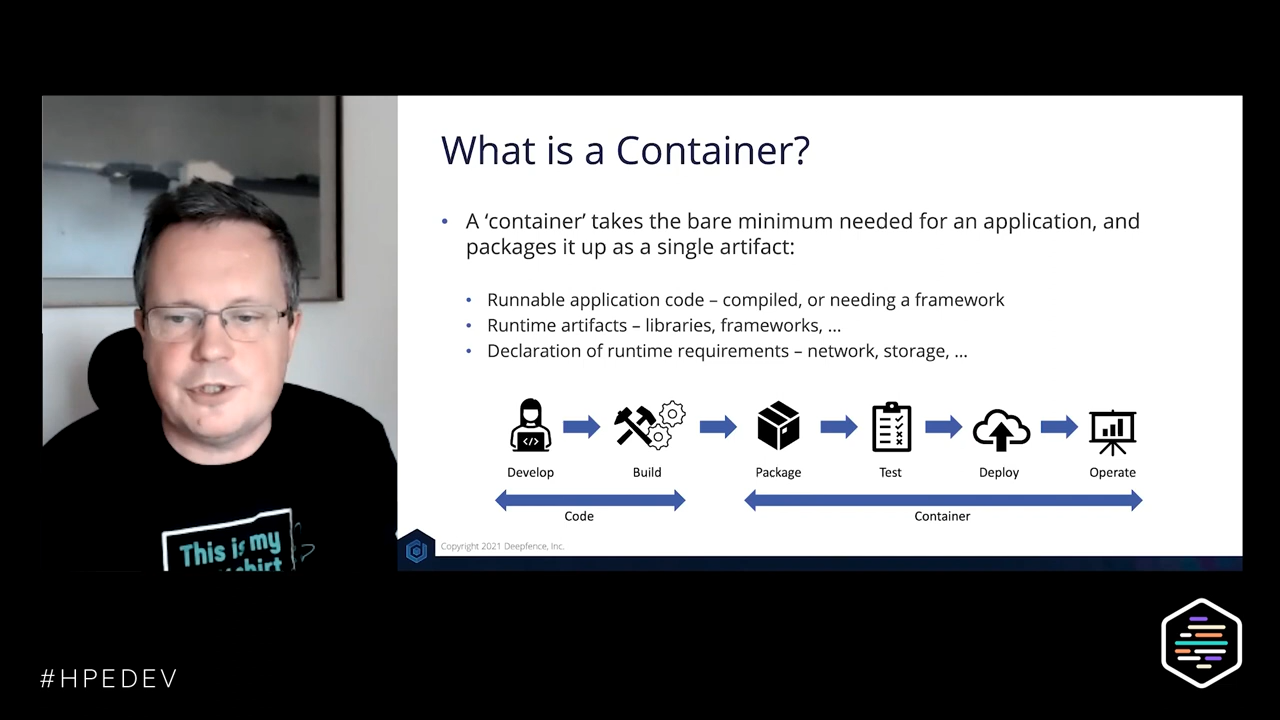 What is a Container?
• A ‘container’ takes the bare minimum needed for an application, and
packages it up as a single artifact:
• Runnable application code – compiled, or needing a framework
• Runtime artifacts – libraries, frameworks, ...
• Declaration of runtime requirements – network, storage, ...
</>
Develop
Build
Package
Test
Deploy
Operate
Code
Container
Copyright 2021 Deepfence, Inc.
This is my
#HPEDEV